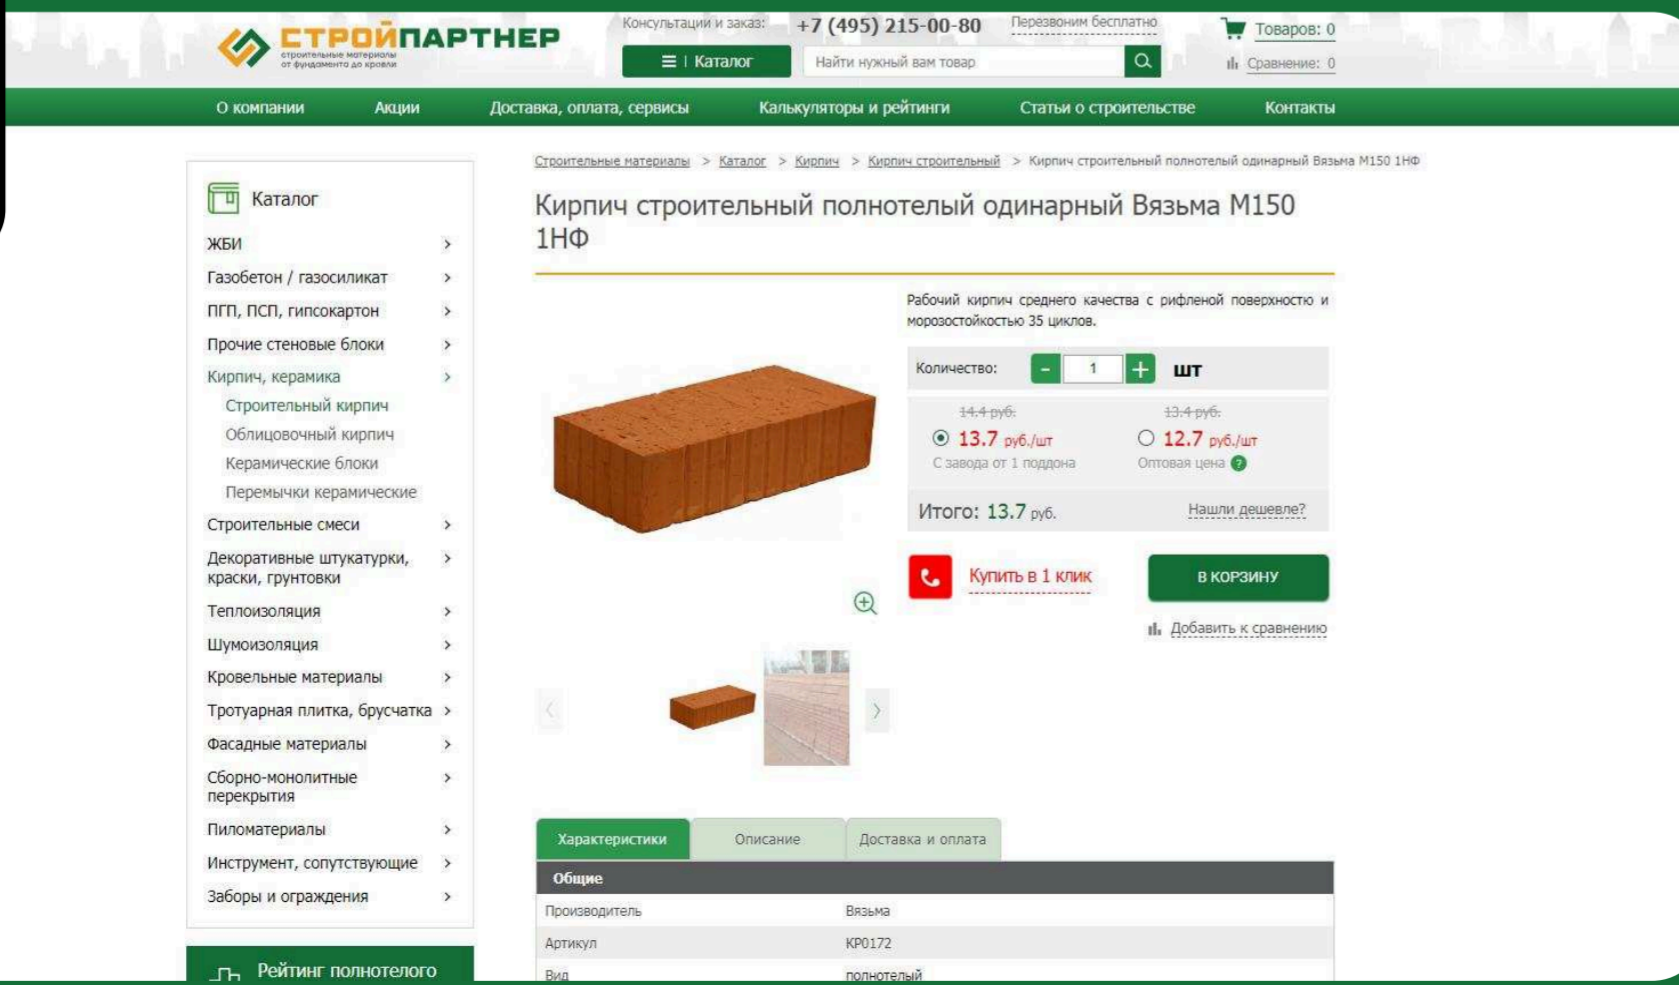 СТРОЙПАРТНЕР
строительные материалы
от фундамента до кровли
Консультации и заказ:
+7 (495) 215-00-80
Перезвоним бесплатно
Товаров: 0
Каталог
Найти нужный вам товар
Сравнение: 0
О компании
Акции
Доставка, оплата, сервисы
Калькуляторы и рейтинги
Статьи о строительстве
Контакты
Каталог
ЖБИ
Газобетон / газосиликат
ПГП, ПСП, гипсокартон
Прочие стеновые блоки
Кирпич, керамика
Строительный кирпич
Облицовочный кирпич
Керамические блоки
Перемычки керамические
Строительные смеси
Декоративные штукатурки,
краски, грунтовки
Теплоизоляция
Шумоизоляция
Кровельные материалы
Тротуарная плитка, брусчатка
Фасадные материалы
Сборно-монолитные
перекрытия
Пиломатериалы
Инструмент, сопутствующие
Заборы и ограждения
Рейтинг полнотелого
Строительные материалы > Каталог > Кирпич > Кирпич строительный > Кирпич строительный полнотелый одинарный Вязьма М150 1НФ
Кирпич строительный полнотелый одинарный Вязьма М150
1НФ
Рабочий кирпич среднего качества с рифленой поверхностю и
морозостойкостью 35 циклов.
Количество: - 1 + шт
14.4 руб.
13.7 руб./шт
С завода от 1 поддона
13.4 руб.
12.7 руб./шт
Оптовая цена ?
Итого: 13.7 руб.
Нашли дешевле?
Купить в 1 клик
В КОРЗИНУ
Добавить к сравнению
Характеристики
Описание
Доставка и оплата
Общие
Производитель Вязьма
Артикул КР0172
Вид полнотелый